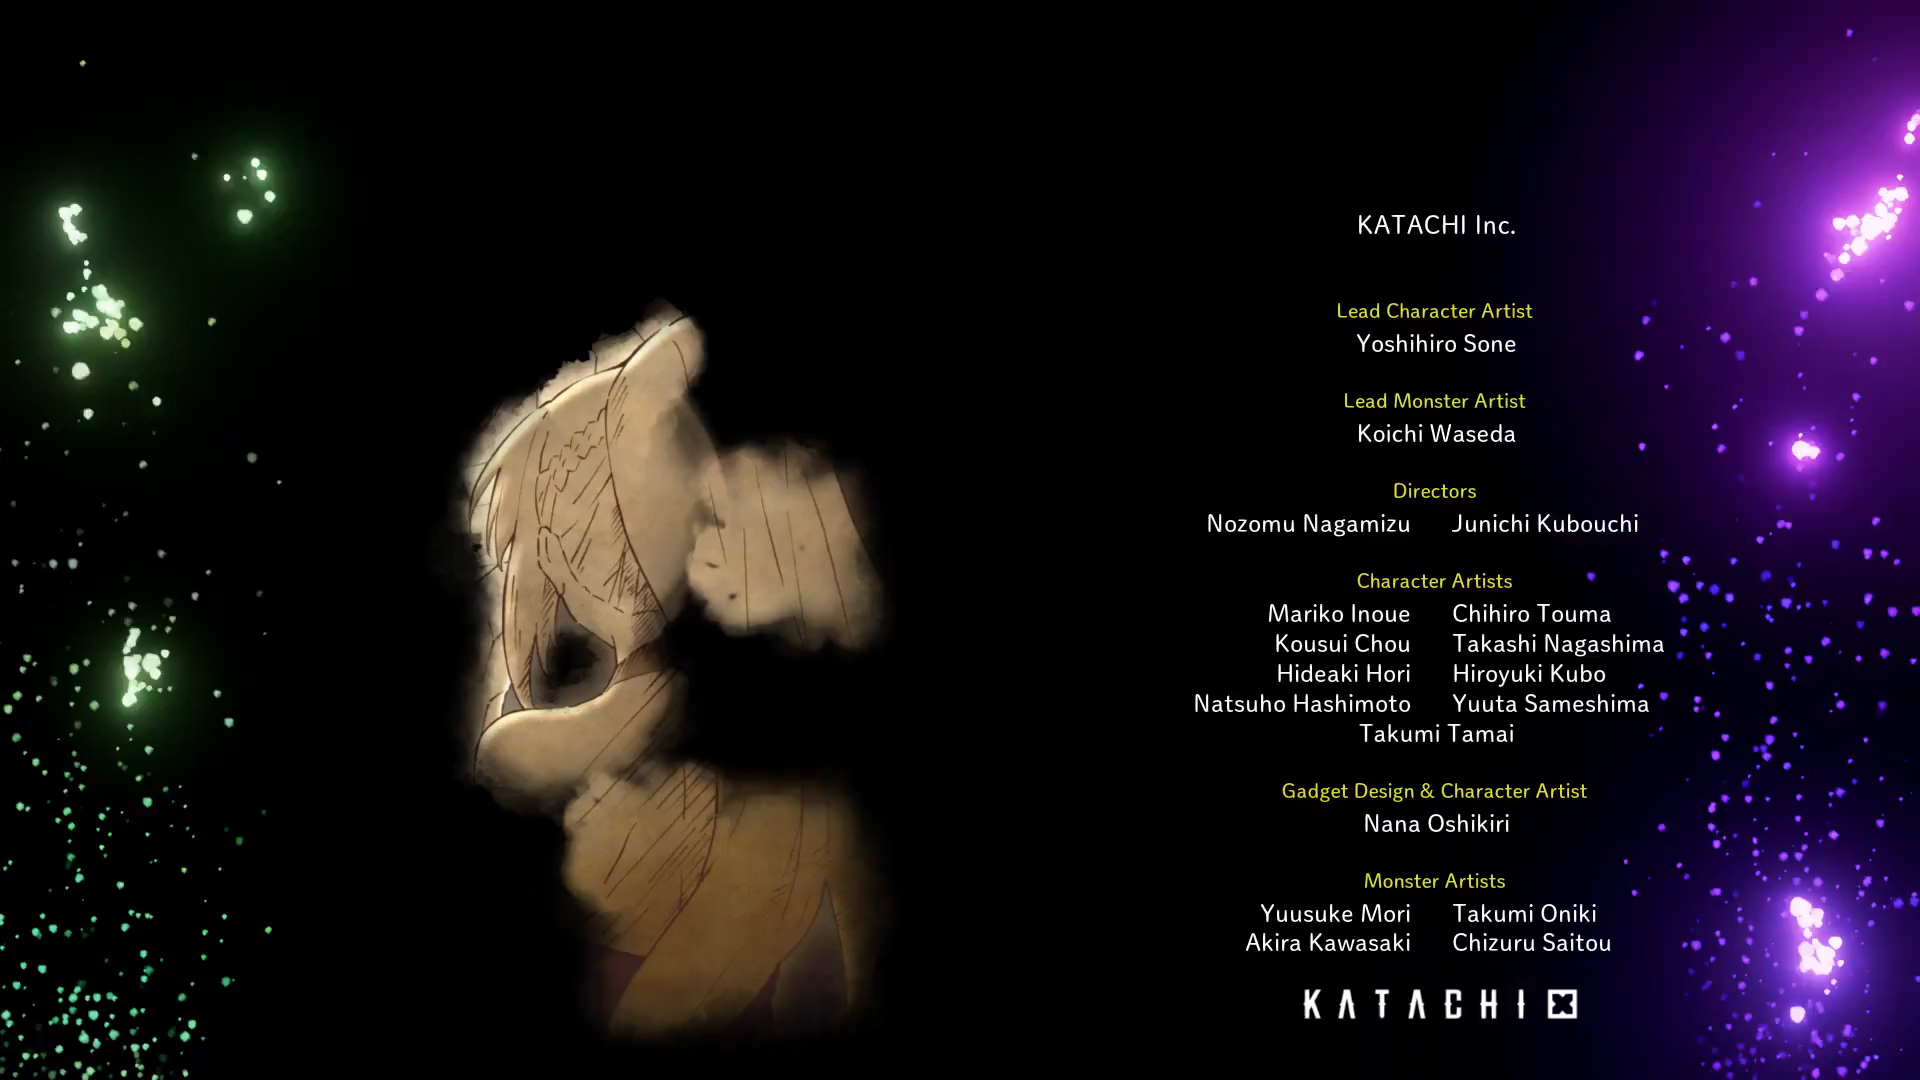 KATACHI Inc.
Lead Character Artist
Yoshihiro Sone
Lead Monster Artist
Koichi Waseda
Directors
Nozomu Nagamizu Junichi Kubouchi
Character Artists
Mariko Inoue Chihiro Touma
Kousui Chou Takashi Nagashima
Hideaki Hori Hiroyuki Kubo
Natsuho Hashimoto Yuuta Sameshima
Takumi Tamai
Gadget Design & Character Artist
Nana Oshikiri
Monster Artists
Yuusuke Mori Takumi Oniki
Akira Kawasaki Chizuru Saitou
KATACHI